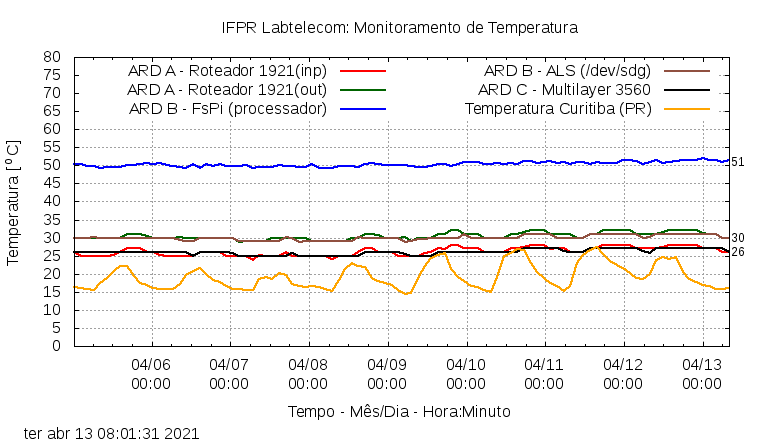 IFPR Labtelecom: Monitoramento de Temperatura
ARD A - Roteador 1921(inp)
ARD A - Roteador 1921(out)
ARD B - FsPi (processador)
ARD B - ALS (/dev/sdg)
ARD C - Multilayer 3560
Temperatura Curitiba (PR)
Temperatura [ºC]
80
75
70
65
60
55
50
45
40
35
30
25
20
15
10
5
0
51
30
26
04/06 04/07 04/08 04/09 04/10 04/11 04/12 04/13
00:00 00:00 00:00 00:00 00:00 00:00 00:00 00:00
Tempo - Mês/Dia - Hora:Minuto
ter abr 13 08:01:31 2021